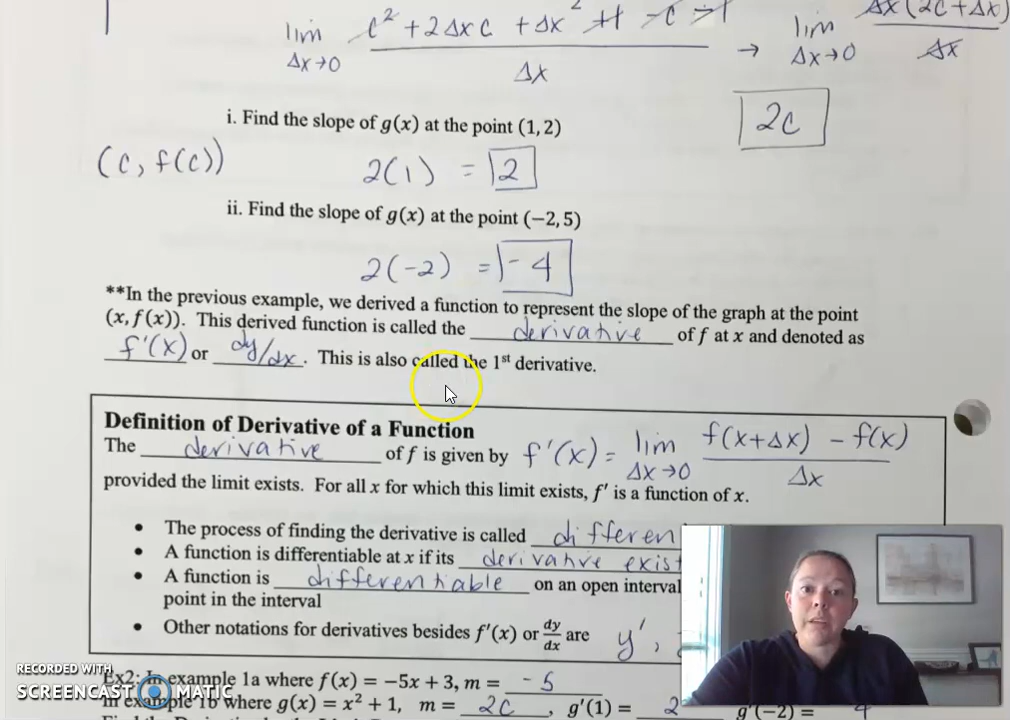 lim c² + 2Δx c + Δx² + 1 - c² - 1 → lim Δx(2c + Δx)
Δx→0 Δx Δx→0 Δx
i. Find the slope of g(x) at the point (1, 2)
2c
(c, f(c))
2(1) = 2
ii. Find the slope of g(x) at the point (−2, 5)
2(-2) = -4
**In the previous example, we derived a function to represent the slope of the graph at the point
(x, f(x)). This derived function is called the derivative of f at x and denoted as
f'(x) or dy/dx. This is also called the 1st derivative.
Definition of Derivative of a Function
The derivative of f is given by f'(x) = lim Δx→0 f(x+Δx) - f(x) / Δx
provided the limit exists. For all x for which this limit exists, f' is a function of x.
• The process of finding the derivative is called differen
• A function is differentiable at x if its derivative exist
• A function is differentiable on an open interval
point in the interval
• Other notations for derivatives besides f'(x) or dy/dx are y',
RECORDED WITH
SCREENCAST MATIC
Ex2: In example 1a where f(x) = −5x + 3, m = -5
In example 1b where g(x) = x² + 1, m = 2c, g'(1) = 2 g'(−2) =